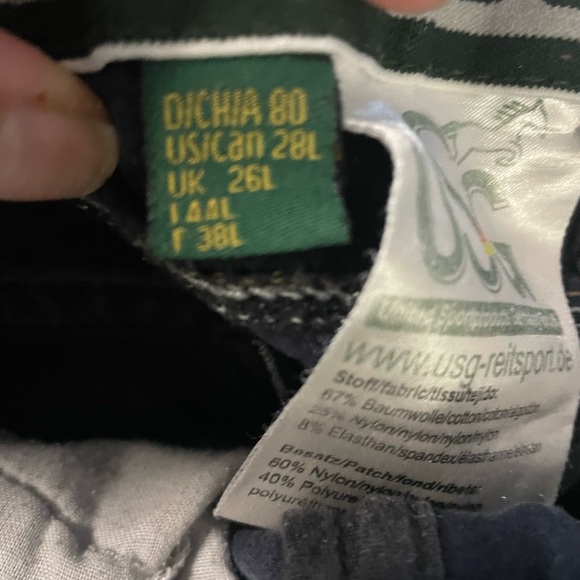 D/CH/A 80
US/Can 28L
UK 26L
I 44L
F 38L
USG
United Sportproducts
www.usg-reitsport.de
Stoff/fabric/tissu/tejido:
67% Baumwolle/cotton/coton/algodón
25% Nylon/nylon/nylon/nylon
8% Elasthan/spandex/elasthanne/elastan
Besatz/Patch/fond/ribete:
60% Nylon/nylon/nylon/nylon
40% Polyure
polyuréth